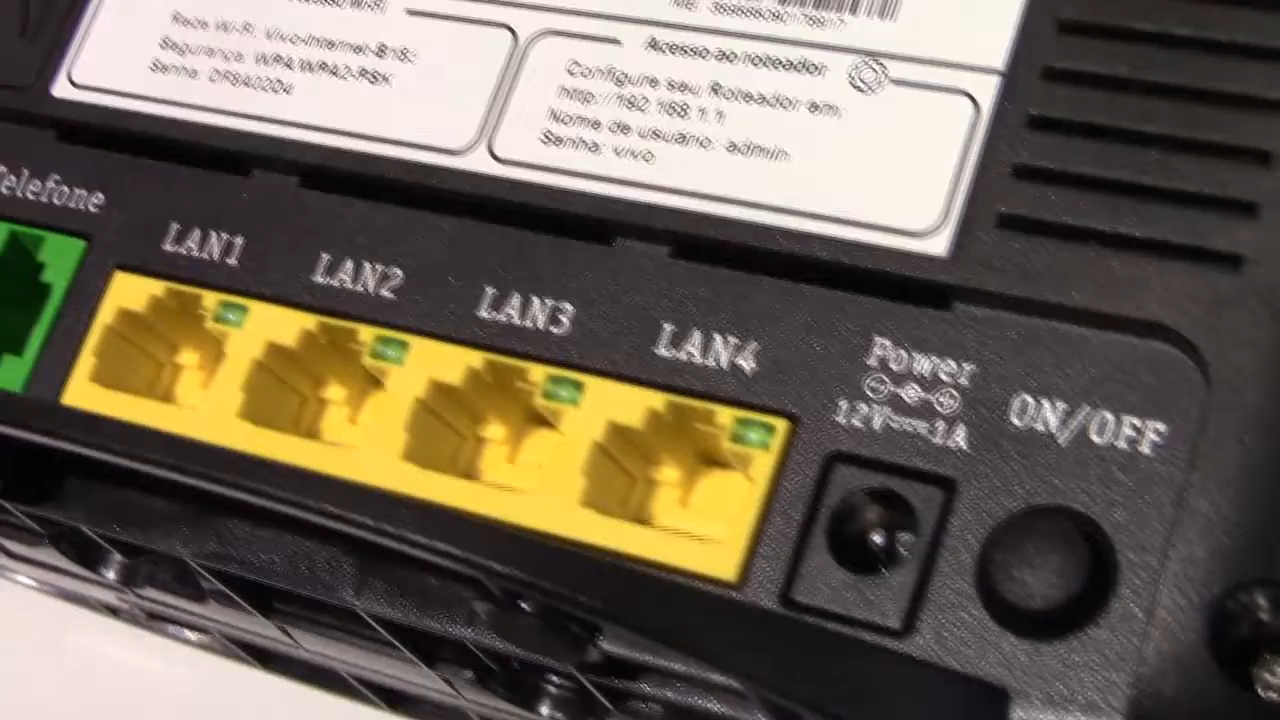 Rede Wi-Fi: Vivo-Internet-B18:
Segurança: WPA/WPA2-PSK
Senha: DF8A02DA
Acesso ao roteador
Configure seu Roteador em:
http://192.168.1.1
Nome de usuário: admin
Senha: vivo
Telefone
LAN1
LAN2
LAN3
LAN4
Power
12V 1A
ON/OFF